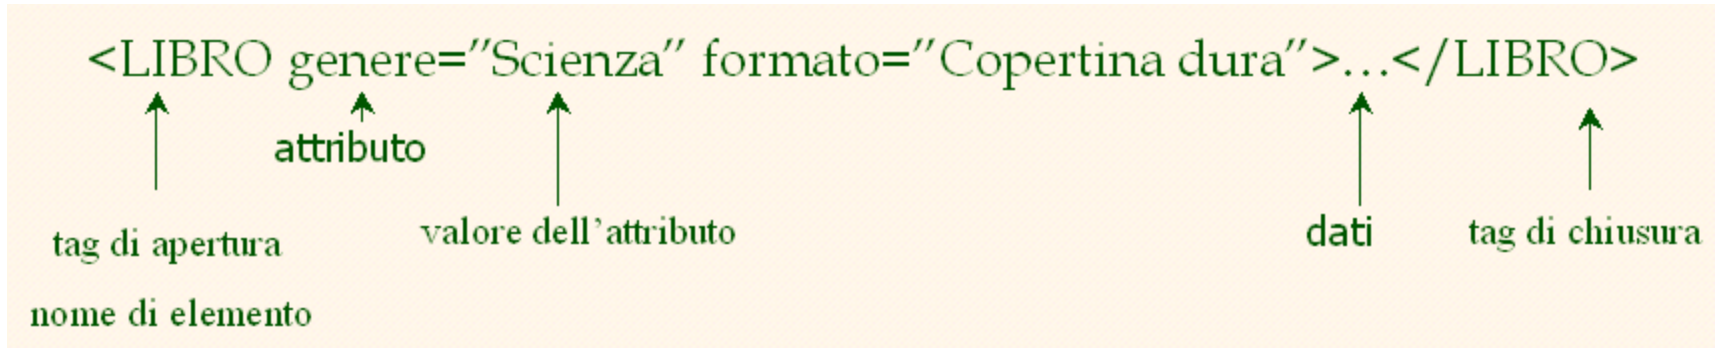 <LIBRO genere=″Scienza″ formato=″Copertina dura″>...</LIBRO>
attributo
tag di apertura
valore dell'attributo
dati
tag di chiusura
nome di elemento